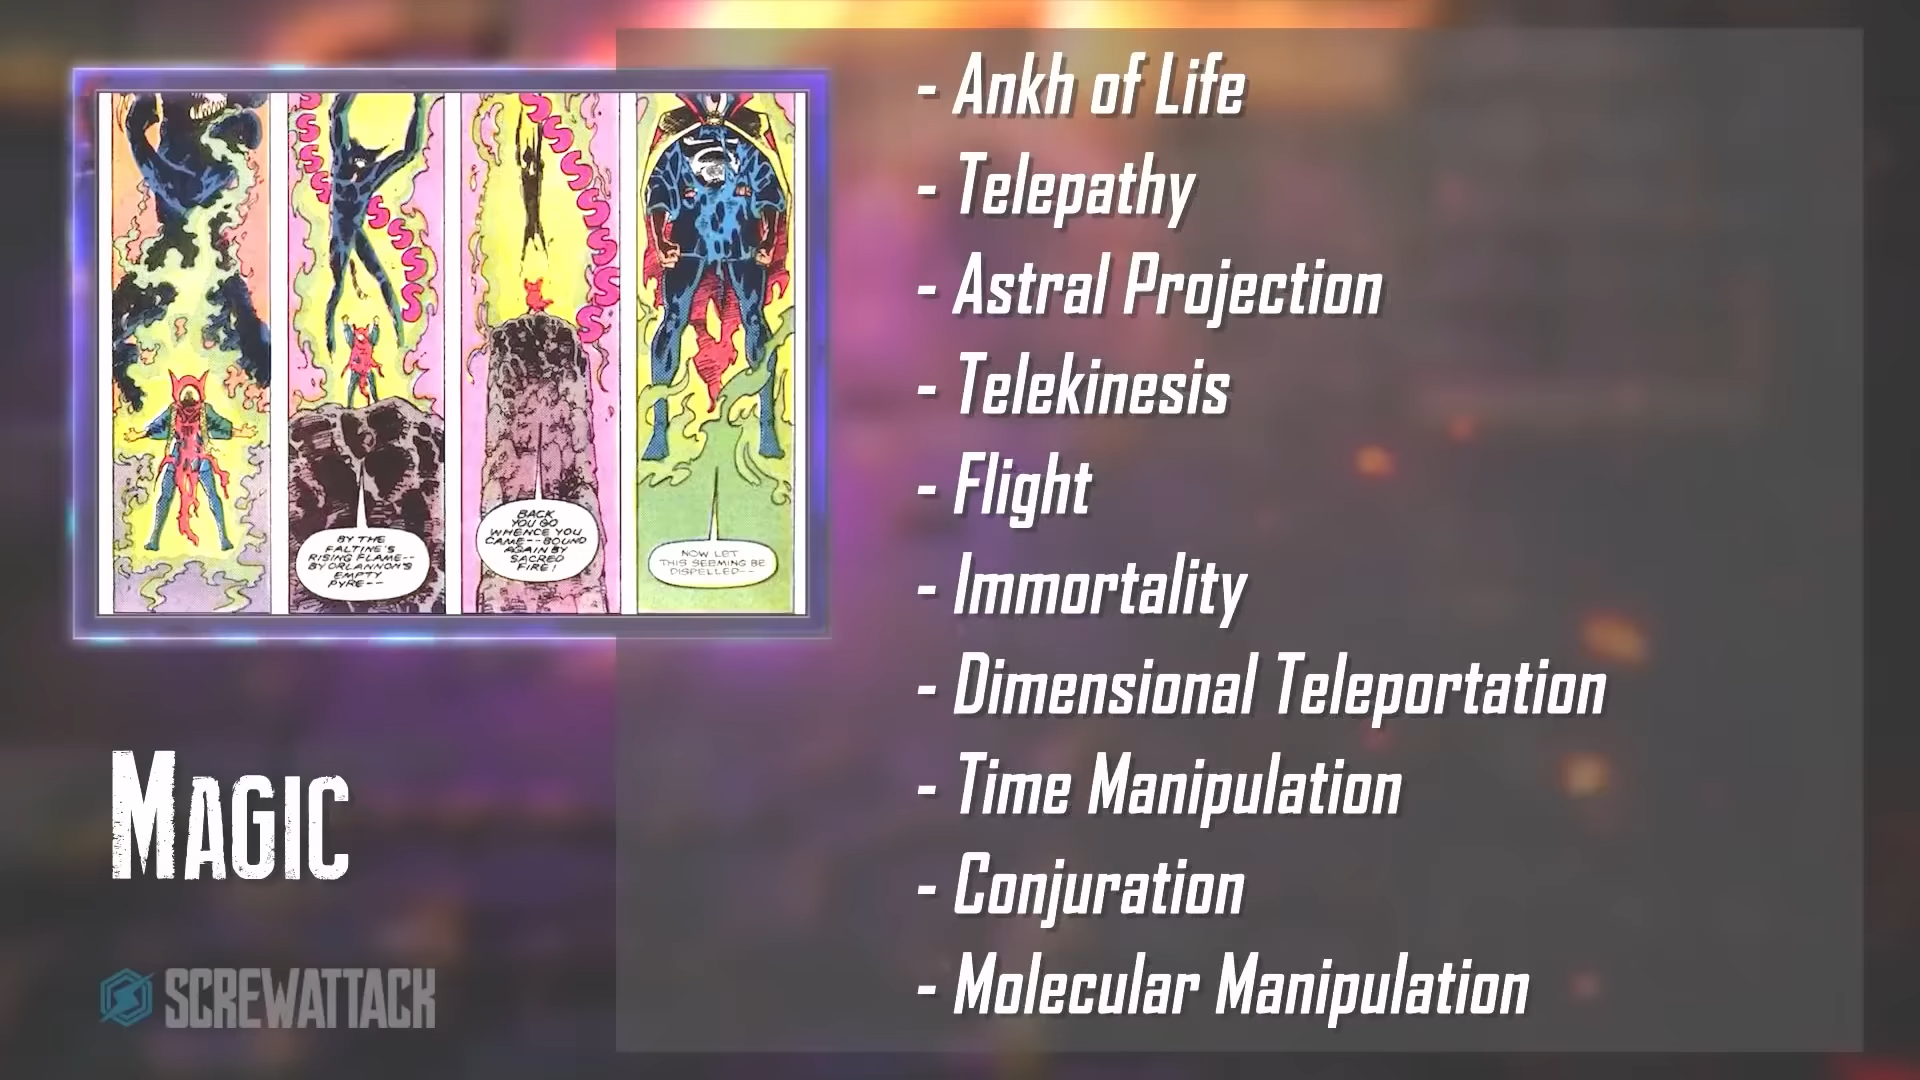 - Ankh of Life
- Telepathy
- Astral Projection
- Telekinesis
- Flight
- Immortality
- Dimensional Teleportation
- Time Manipulation
- Conjuration
- Molecular Manipulation
SSSSSSSSS
SSSSSSSSS
BY THE
FALTINE'S
RISING FLAME--
BY ORLANNON'S
EMPTY
PYRE--
BACK
YOU GO
WHENCE YOU
CAME--BOUND
AGAIN BY
SACRED
FIRE!
NOW LET
THIS SEEMING BE
DISPELLED--
MAGIC
SCREWATTACK